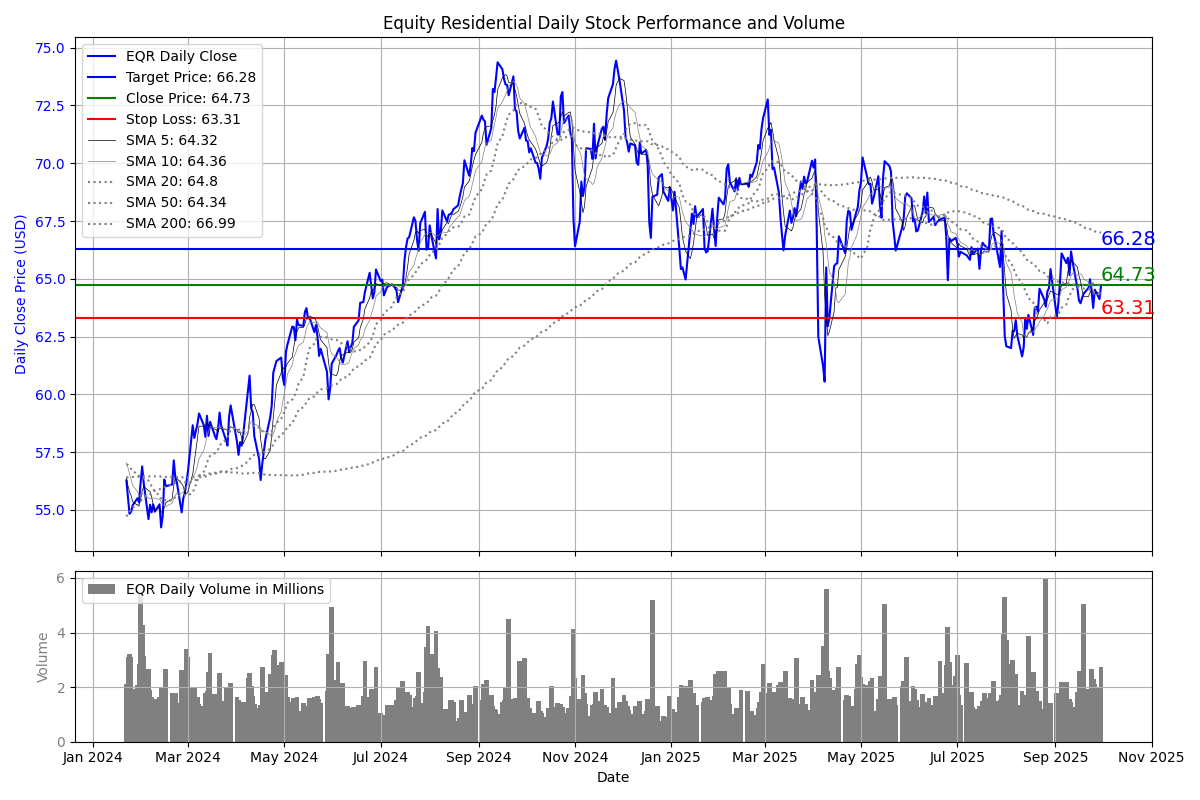 Equity Residential Daily Stock Performance and Volume
75.0
72.5
70.0
67.5
65.0
62.5
60.0
57.5
55.0
Daily Close Price (USD)
EQR Daily Close
Target Price: 66.28
Close Price: 64.73
Stop Loss: 63.31
SMA 5: 64.32
SMA 10: 64.36
SMA 20: 64.8
SMA 50: 64.34
SMA 200: 66.99
66.28
64.73
63.31
6
4
2
0
Volume
EQR Daily Volume in Millions
Jan 2024 Mar 2024 May 2024 Jul 2024 Sep 2024 Nov 2024 Jan 2025 Mar 2025 May 2025 Jul 2025 Sep 2025 Nov 2025
Date